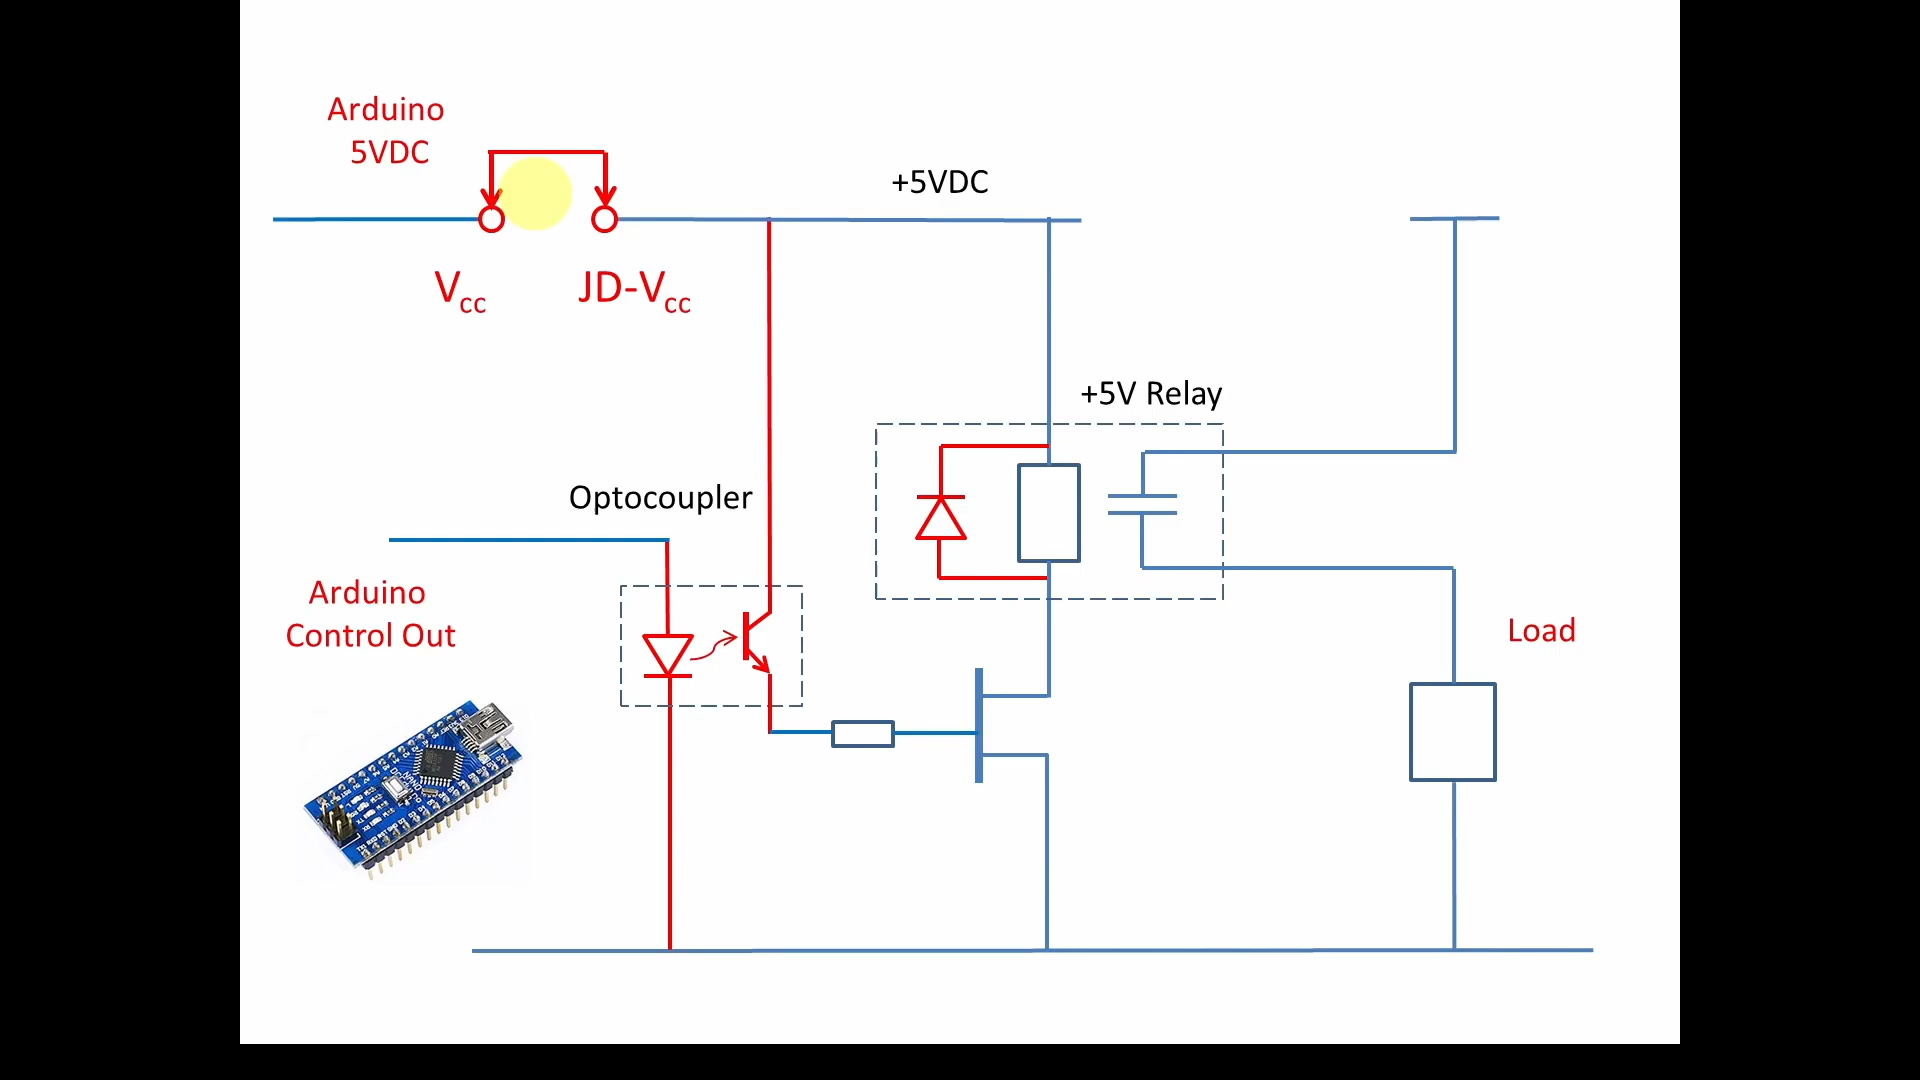 Arduino
5VDC
+5VDC
Vcc
JD-Vcc
+5V Relay
Optocoupler
Arduino
Control Out
Load